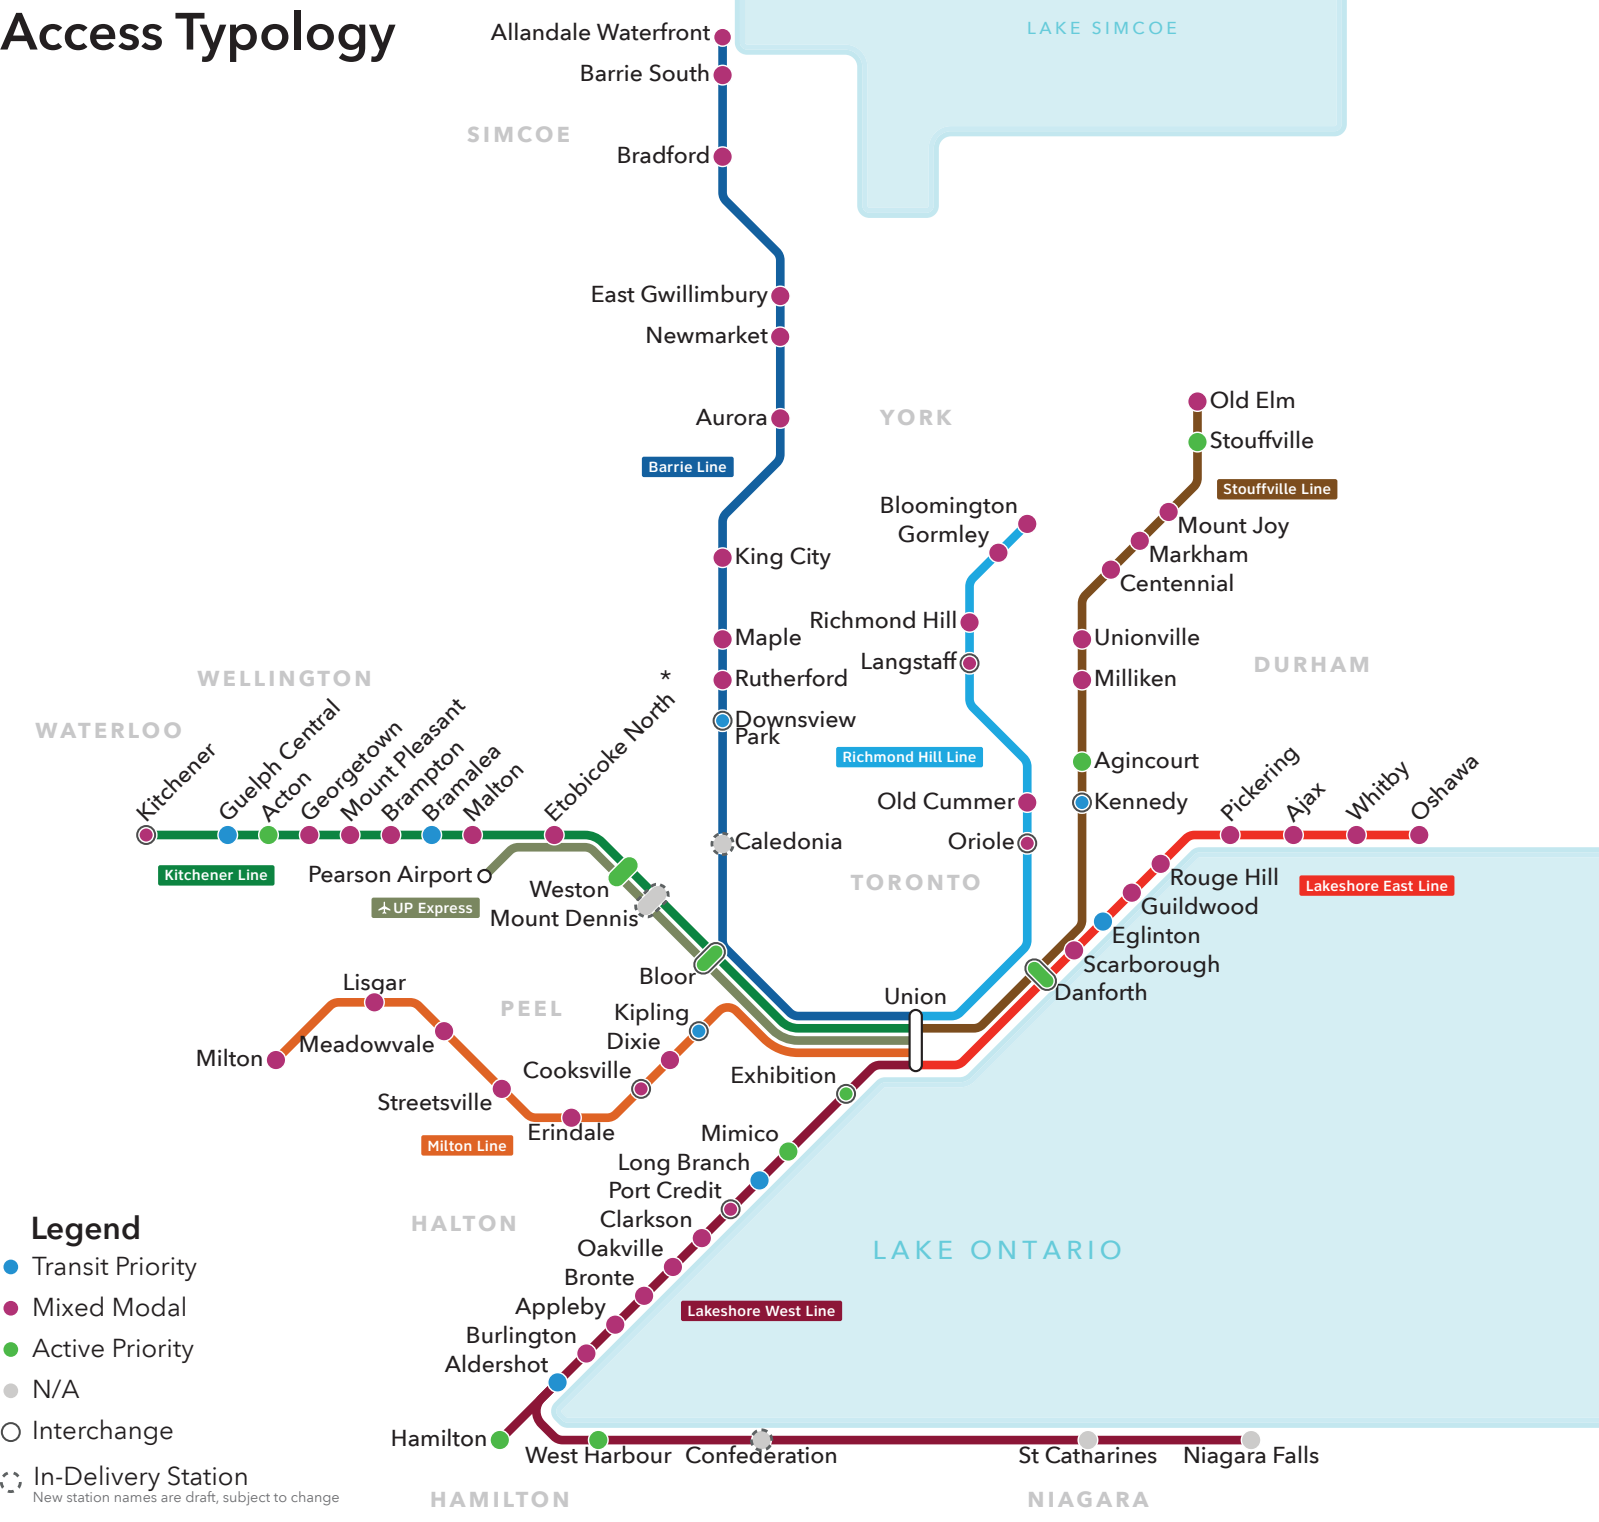 Access Typology
LAKE SIMCOE
Allandale Waterfront
Barrie South
SIMCOE
Bradford
East Gwillimbury
Newmarket
Aurora
YORK
Barrie Line
Old Elm
Stouffville
Stouffville Line
Mount Joy
Markham
Centennial
Bloomington
Gormley
King City
Maple
Richmond Hill
Unionville
Langstaff
DURHAM
Rutherford
Milliken
Downsview
Park
Richmond Hill Line
Agincourt
Old Cummer
Kennedy
Caledonia
Oriole
TORONTO
WELLINGTON
WATERLOO
*
Kitchener
Guelph Central
Acton
Georgetown
Mount Pleasant
Brampton
Bramalea
Malton
Etobicoke North
Kitchener Line
Pearson Airport
UP Express
Weston
Mount Dennis
Bloor
Pickering
Ajax
Whitby
Oshawa
Rouge Hill
Lakeshore East Line
Guildwood
Eglinton
Scarborough
Danforth
Union
Lisgar
PEEL
Kipling
Meadowvale
Dixie
Milton
Cooksville
Streetsville
Erindale
Milton Line
Exhibition
Mimico
Long Branch
Port Credit
Clarkson
HALTON
Oakville
LAKE ONTARIO
Bronte
Appleby
Lakeshore West Line
Burlington
Aldershot
Hamilton
West Harbour
Confederation
St Catharines
Niagara Falls
HAMILTON
NIAGARA
Legend
Transit Priority
Mixed Modal
Active Priority
N/A
Interchange
In-Delivery Station
New station names are draft, subject to change